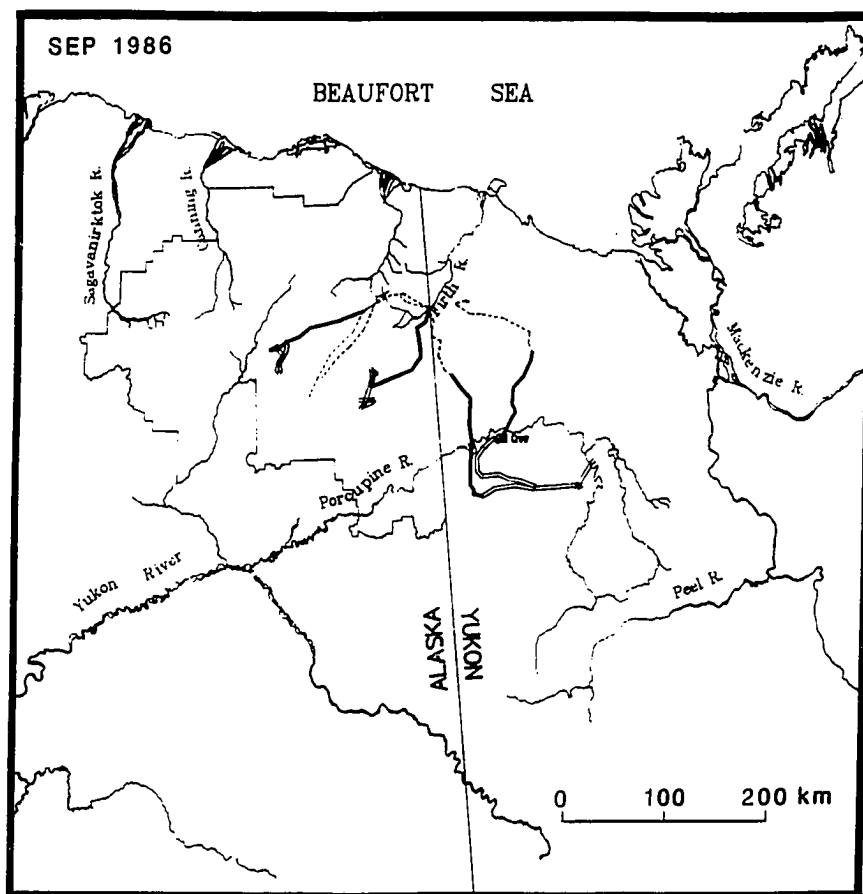 SEP 1986
BEAUFORT SEA
Sagavanirktok R.
Canning R.
Firth R.
Mackenzie R.
Porcupine R.
Yukon River
Peel R.
ALASKA
YUKON
0 100 200 km